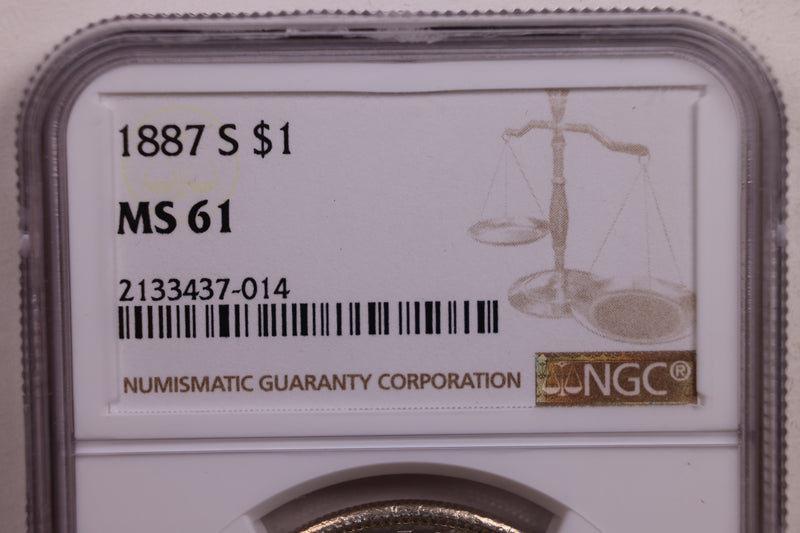 1887 S $1
MS 61
2133437-014
NUMISMATIC GUARANTY CORPORATION
NGC®